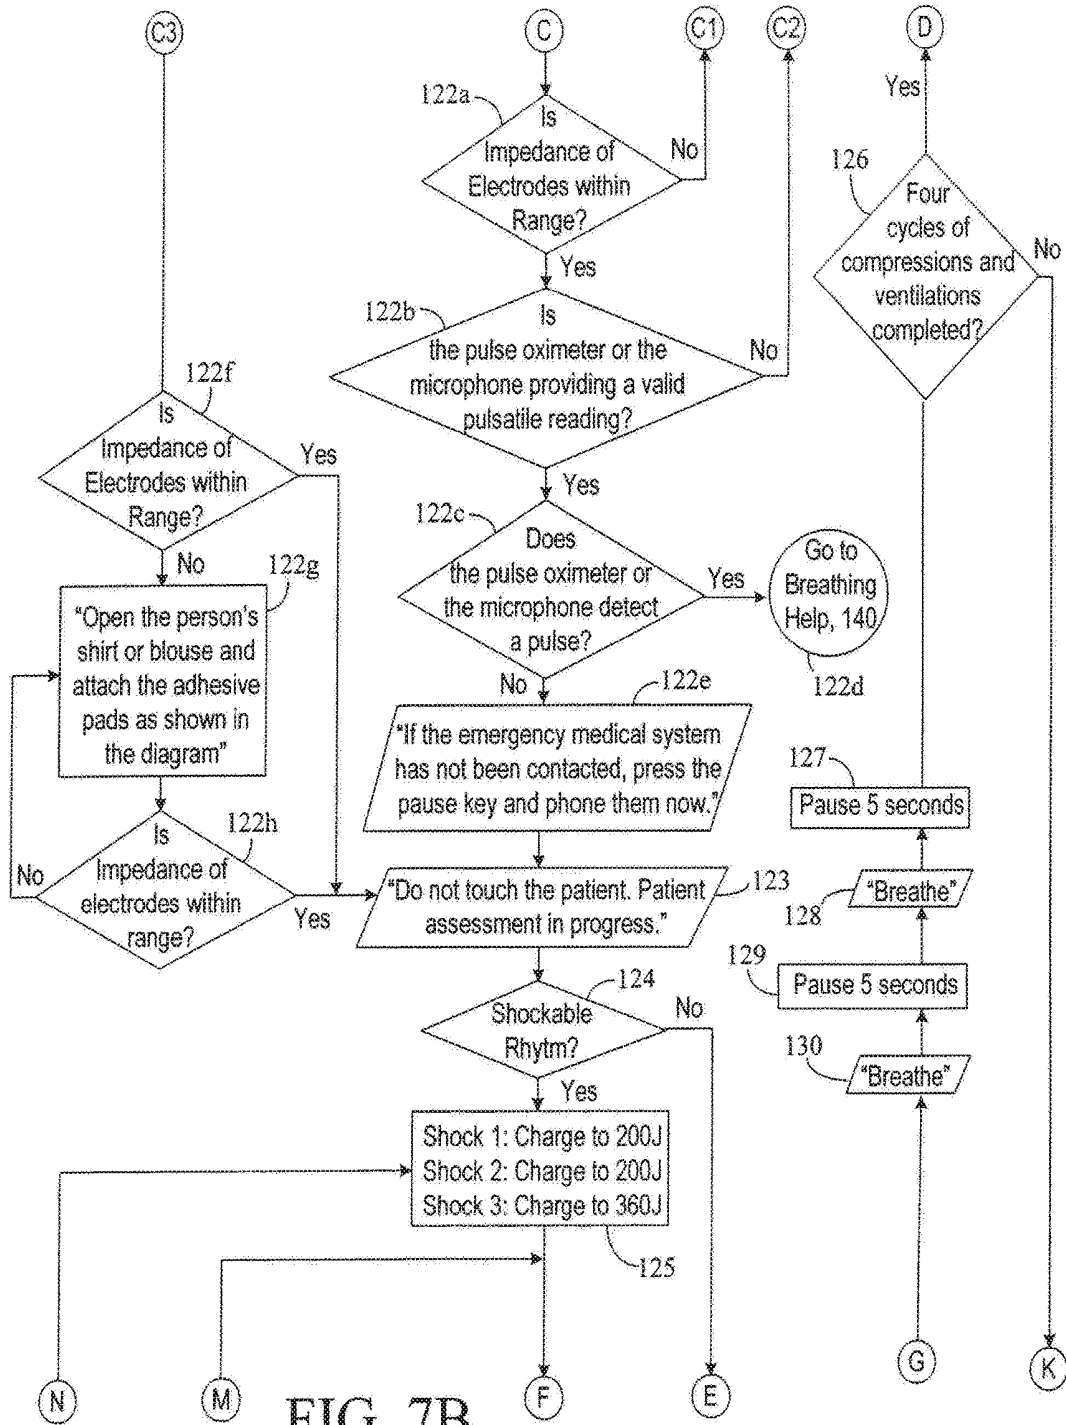 C3
C
C1
C2
D
Yes
122a
Is
Impedance of
Electrodes within
Range?
No
Yes
126
Four
cycles of
compressions and
ventilations
completed?
No
122b
Is
the pulse oximeter or the
microphone providing a valid
pulsatile reading?
No
Yes
122f
Is
Impedance of
Electrodes within
Range?
Yes
No
122c
Does
the pulse oximeter or
the microphone detect
a pulse?
Yes
No
Go to
Breathing
Help, 140
122d
122g
“Open the person's
shirt or blouse and
attach the adhesive
pads as shown in
the diagram”
122e
“If the emergency medical system
has not been contacted, press the
pause key and phone them now.”
127
Pause 5 seconds
122h
Is
Impedance of
electrodes within
range?
No
Yes
“Do not touch the patient. Patient
assessment in progress.”
123
“Breathe”
128
129
Pause 5 seconds
124
Shockable
Rhytm?
No
Yes
130
“Breathe”
Shock 1: Charge to 200J
Shock 2: Charge to 200J
Shock 3: Charge to 360J
125
N
M
F
E
G
K
FIG. 7B